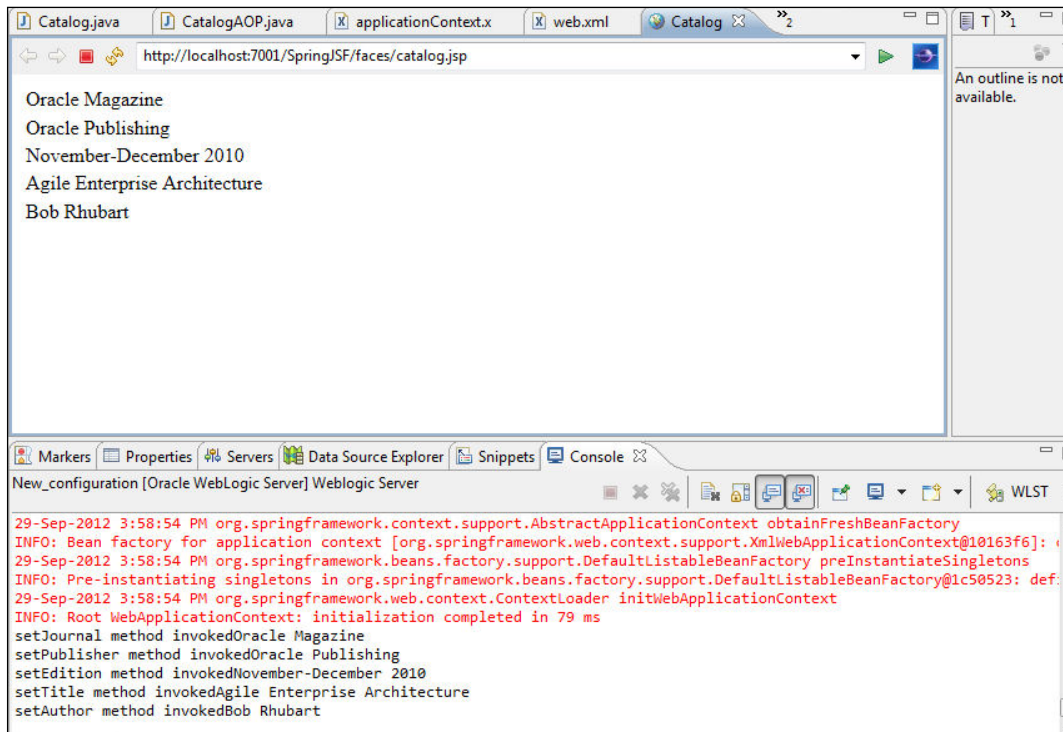 Catalog.java CatalogAOP.java applicationContext.x web.xml Catalog »2 T »1
http://localhost:7001/SpringJSF/faces/catalog.jsp
An outline is not
available.
Oracle Magazine
Oracle Publishing
November-December 2010
Agile Enterprise Architecture
Bob Rhubart
Markers Properties Servers Data Source Explorer Snippets Console
New_configuration [Oracle WebLogic Server] Weblogic Server WLST
29-Sep-2012 3:58:54 PM org.springframework.context.support.AbstractApplicationContext obtainFreshBeanFactory
INFO: Bean factory for application context [org.springframework.web.context.support.XmlWebApplicationContext@10163f6]:
29-Sep-2012 3:58:54 PM org.springframework.beans.factory.support.DefaultListableBeanFactory preInstantiateSingletons
INFO: Pre-instantiating singletons in org.springframework.beans.factory.support.DefaultListableBeanFactory@1c50523: def
29-Sep-2012 3:58:54 PM org.springframework.web.context.ContextLoader initWebApplicationContext
INFO: Root WebApplicationContext: initialization completed in 79 ms
setJournal method invokedOracle Magazine
setPublisher method invokedOracle Publishing
setEdition method invokedNovember-December 2010
setTitle method invokedAgile Enterprise Architecture
setAuthor method invokedBob Rhubart